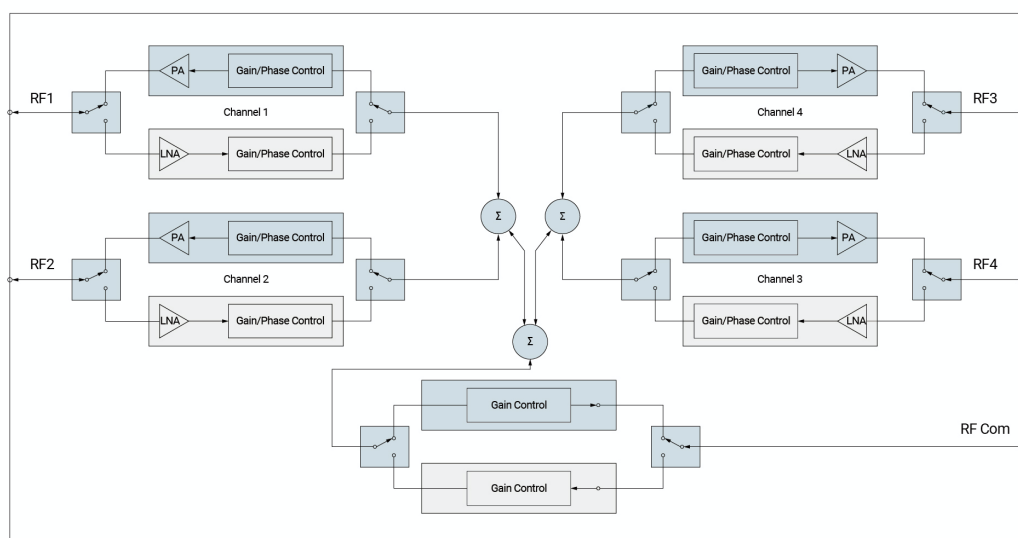 PA
Gain/Phase Control
Gain/Phase Control
PA
RF1
Channel 1
Channel 4
RF3
LNA
Gain/Phase Control
Gain/Phase Control
LNA
Σ
Σ
PA
Gain/Phase Control
Gain/Phase Control
PA
RF2
Channel 2
Channel 3
RF4
LNA
Gain/Phase Control
Gain/Phase Control
LNA
Σ
Gain Control
RF Com
Gain Control